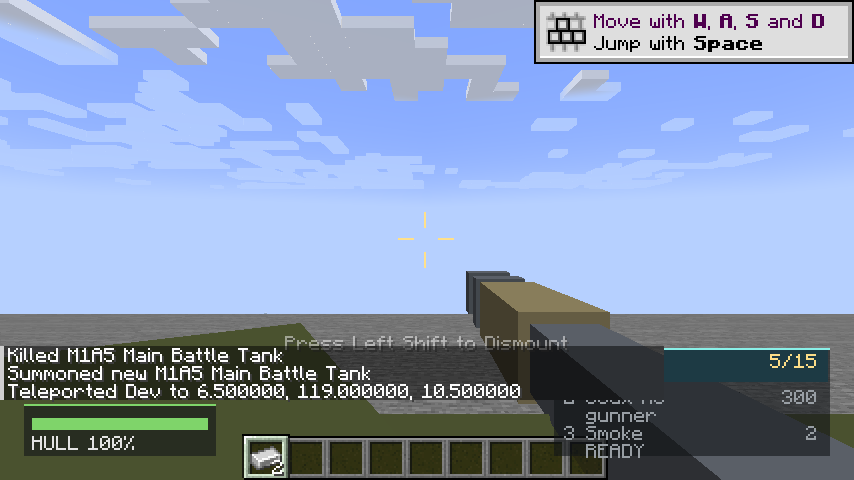 Move with W, A, S and D
Jump with Space
Press Left Shift to Dismount
Killed M1A5 Main Battle Tank
Summoned new M1A5 Main Battle Tank
Teleported Dev to 6.500000, 119.000000, 10.500000
5/15
300
gunner
3 Smoke 2
READY
HULL 100%
2